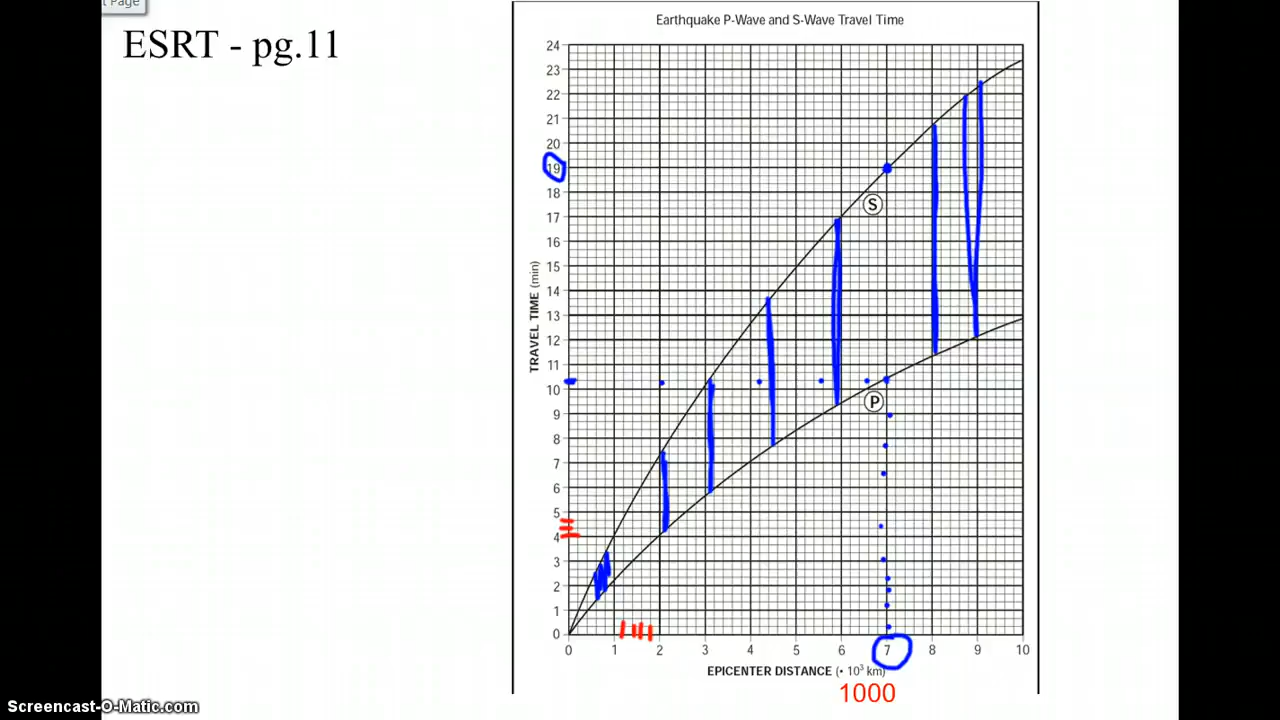 t Page
ESRT - pg.11
Earthquake P-Wave and S-Wave Travel Time
24
23
22
21
20
19
18
17
16
15
14
13
12
11
10
9
8
7
6
5
4
3
2
1
0
TRAVEL TIME (min)
S
P
0 1 2 3 4 5 6 7 8 9 10
EPICENTER DISTANCE (• 10³ km)
1000
Screencast-O-Matic.com